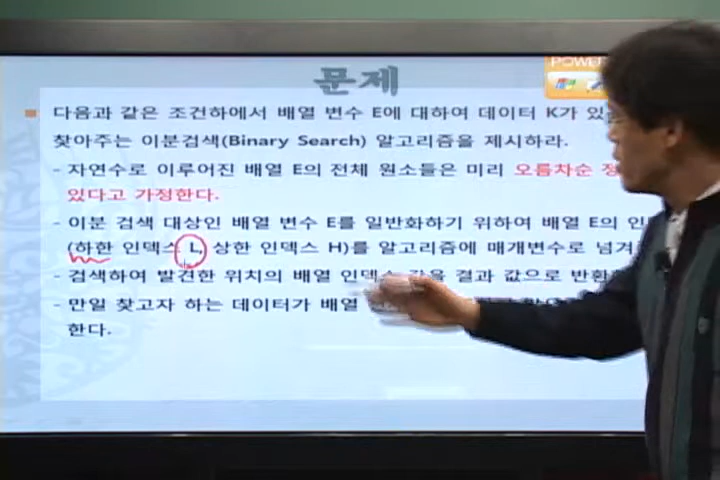 문제
POWER
다음과 같은 조건하에서 배열 변수 E에 대하여 데이터 K가 있
찾아주는 이분검색(Binary Search) 알고리즘을 제시하라.
- 자연수로 이루어진 배열 E의 전체 원소들은 미리 오름차순 정
있다고 가정한다.
- 이분 검색 대상인 배열 변수 E를 일반화하기 위하여 배열 E의 인
(하한 인덱스 L, 상한 인덱스 H)를 알고리즘에 매개변수로 넘겨
- 검색하여 발견한 위치의 배열 인덱스 값을 결과 값으로 반환
- 만일 찾고자 하는 데이터가 배열
한다.